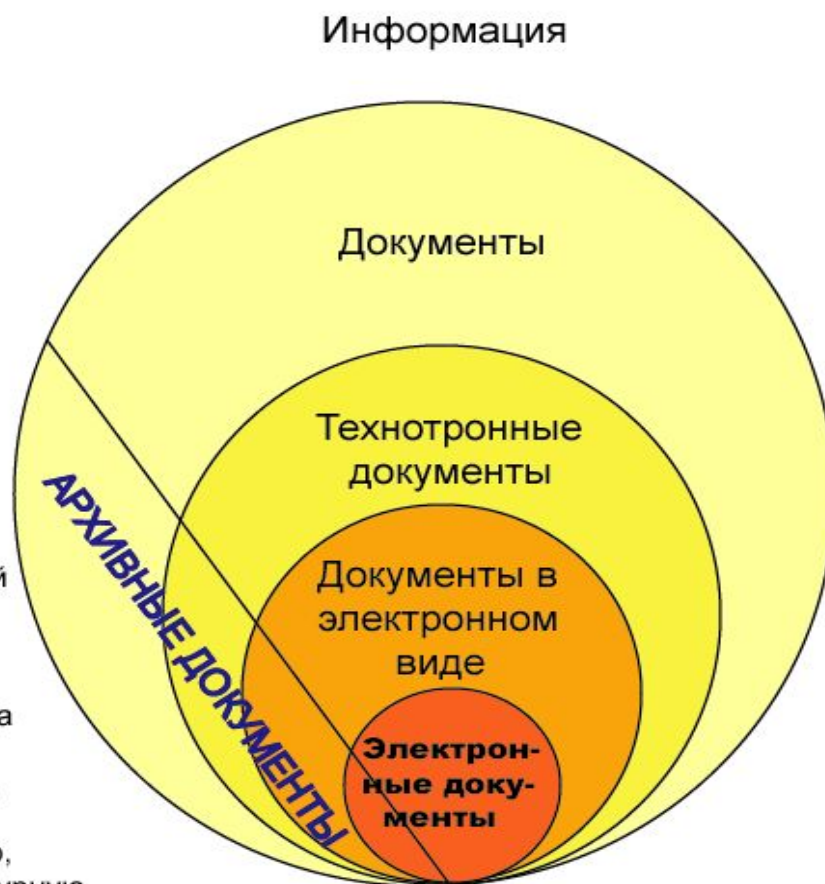 Информация
Документы
Технотронные
документы
АРХИВНЫЕ ДОКУМЕНТЫ
й
Документы в
электронном
виде
а
Электрон-
ные доку-
менты